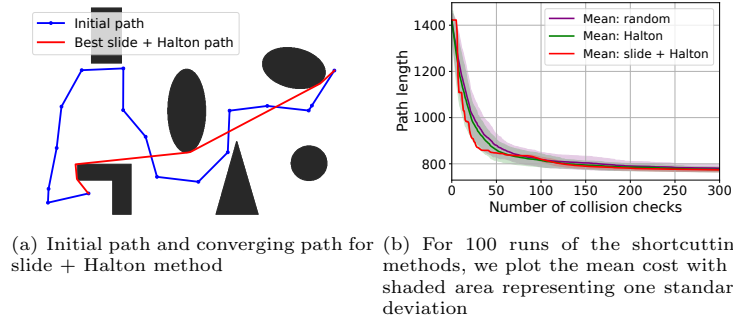 Initial path
Best slide + Halton path
1400
1200
1000
800
Path length
Mean: random
Mean: Halton
Mean: slide + Halton
0
50
100
150
200
250
300
Number of collision checks
(a) Initial path and converging path for
slide + Halton method
(b) For 100 runs of the shortcuttin
methods, we plot the mean cost with
shaded area representing one standar
deviation